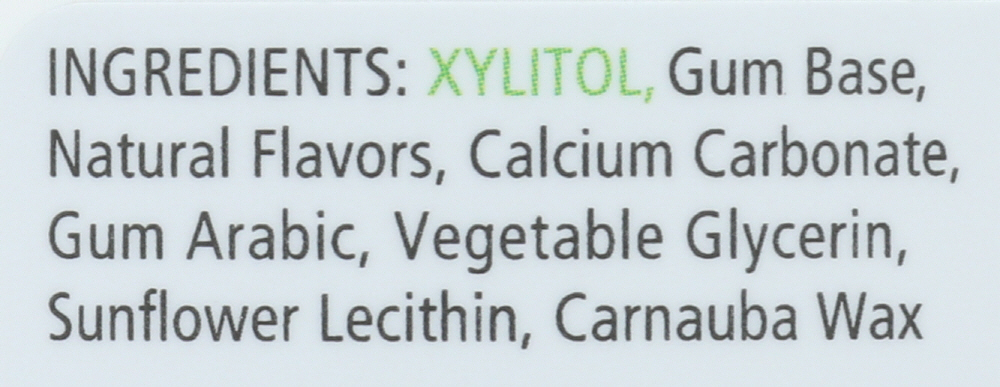 INGREDIENTS: XYLITOL, Gum Base,
Natural Flavors, Calcium Carbonate,
Gum Arabic, Vegetable Glycerin,
Sunflower Lecithin, Carnauba Wax